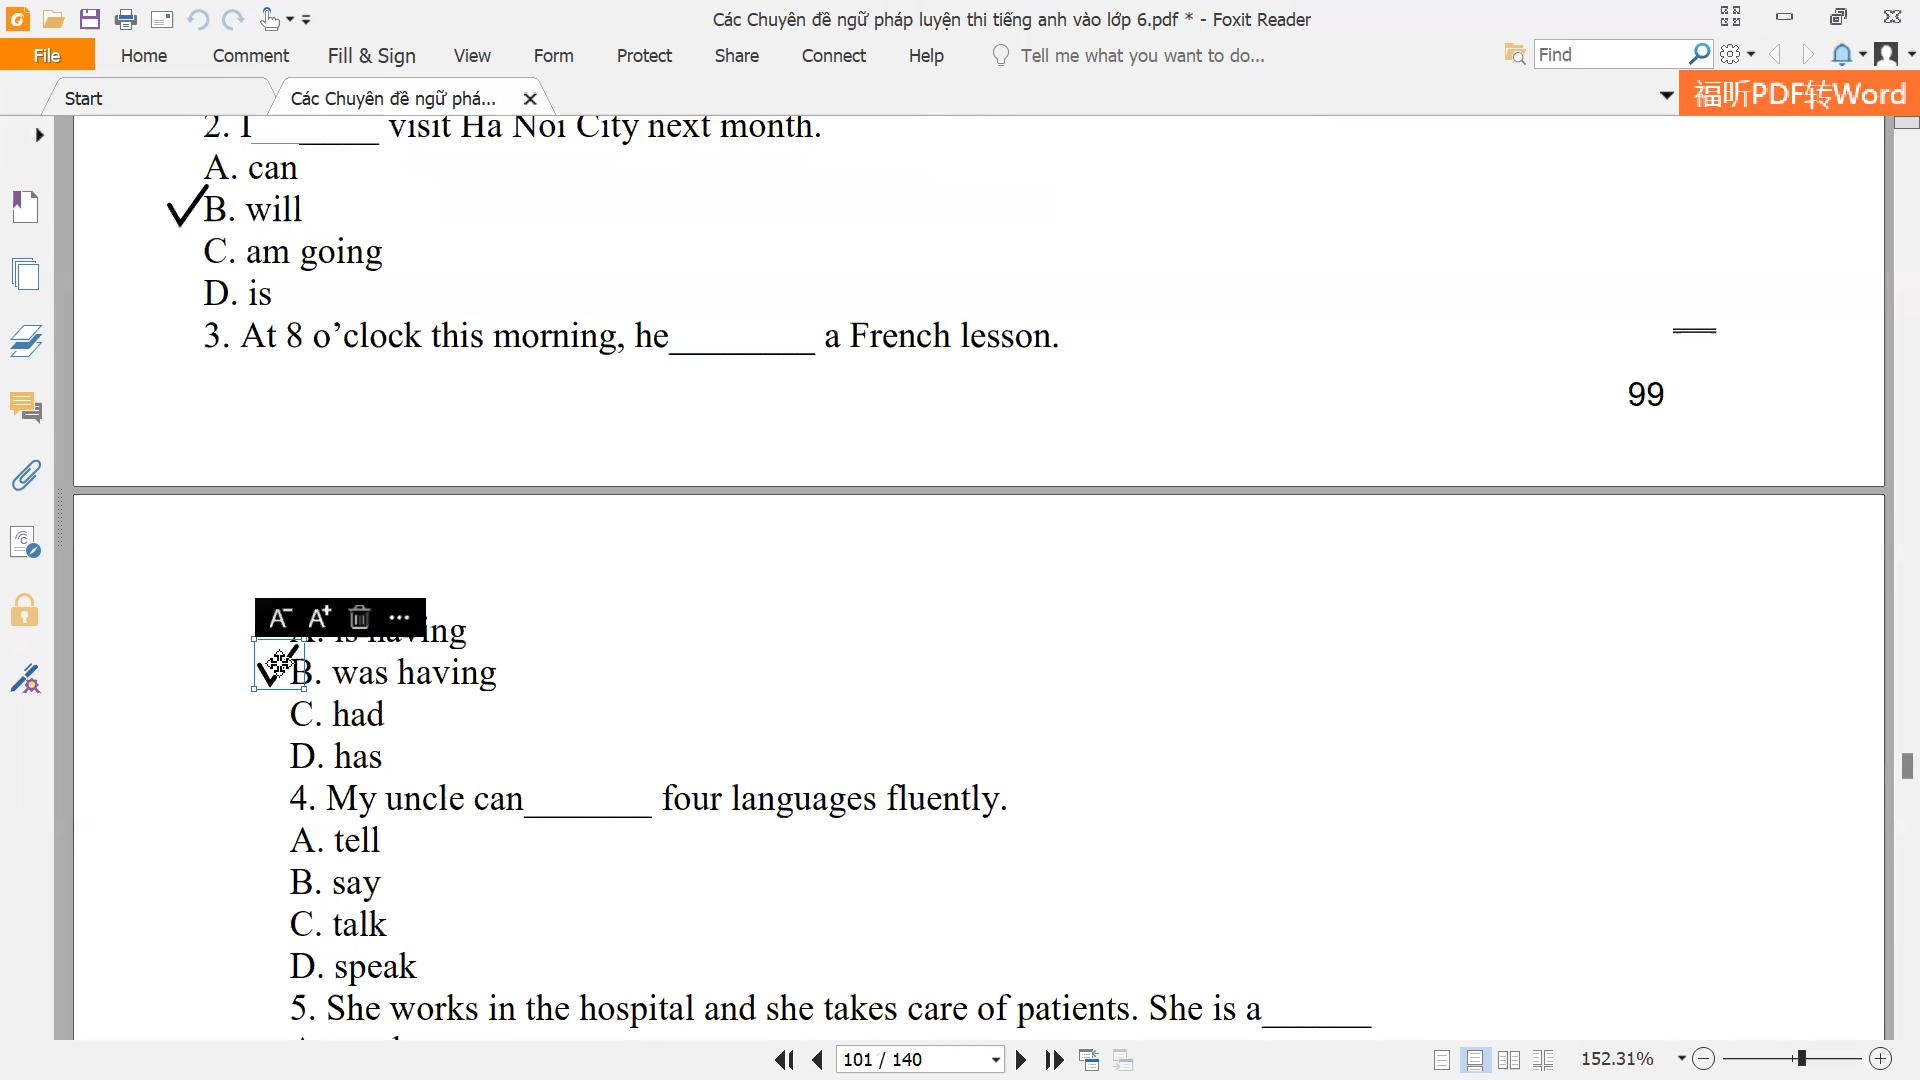 Các Chuyên đề ngữ pháp luyện thi tiếng anh vào lớp 6.pdf * - Foxit Reader
File Home Comment Fill & Sign View Form Protect Share Connect Help Tell me what you want to do... Find
Start Các Chuyên đề ngữ phá... 福昕PDF转Word
2. I_______ visit Ha Noi City next month.
A. can
B. will
C. am going
D. is
3. At 8 o’clock this morning, he________ a French lesson.
99
A. is having
B. was having
C. had
D. has
4. My uncle can_______ four languages fluently.
A. tell
B. say
C. talk
D. speak
5. She works in the hospital and she takes care of patients. She is a______
101 / 140 152.31%